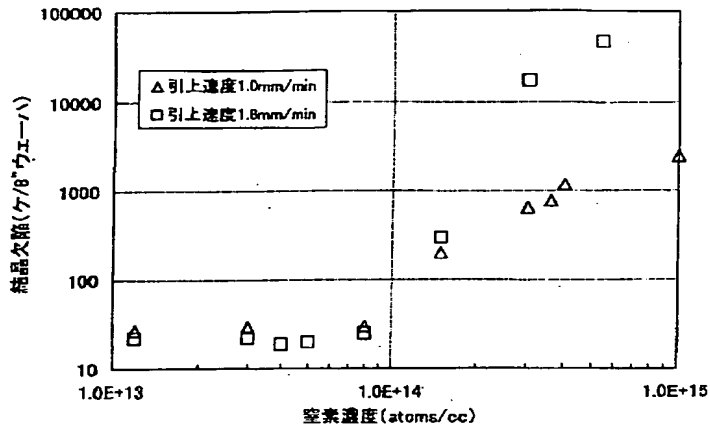 100000
10000
1000
100
10
結晶欠陥(ケ/8"ウェーハ)
△引上速度1.0mm/min
□引上速度1.8mm/min
1.0E+13
1.0E+14
1.0E+15
窒素濃度(atoms/cc)